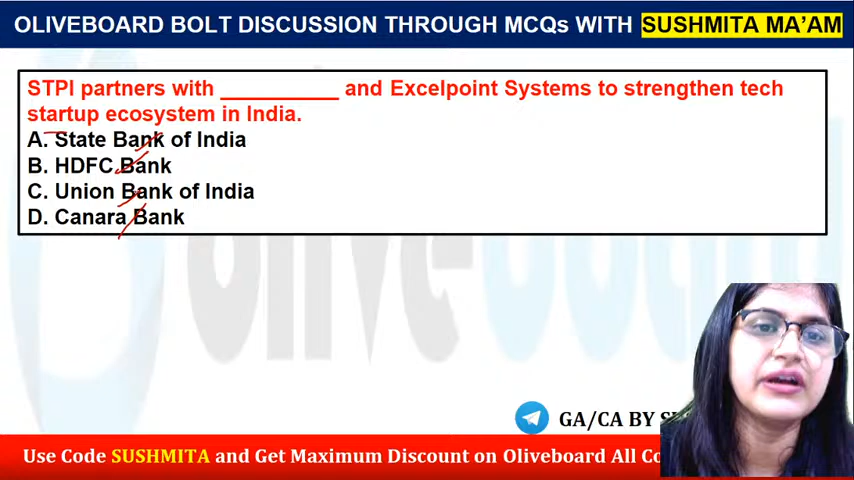 OLIVEBOARD BOLT DISCUSSION THROUGH MCQs WITH SUSHMITA MA'AM
STPI partners with __________ and Excelpoint Systems to strengthen tech
startup ecosystem in India.
A. State Bank of India
B. HDFC Bank
C. Union Bank of India
D. Canara Bank
GA/CA BY
Use Code SUSHMITA and Get Maximum Discount on Oliveboard All